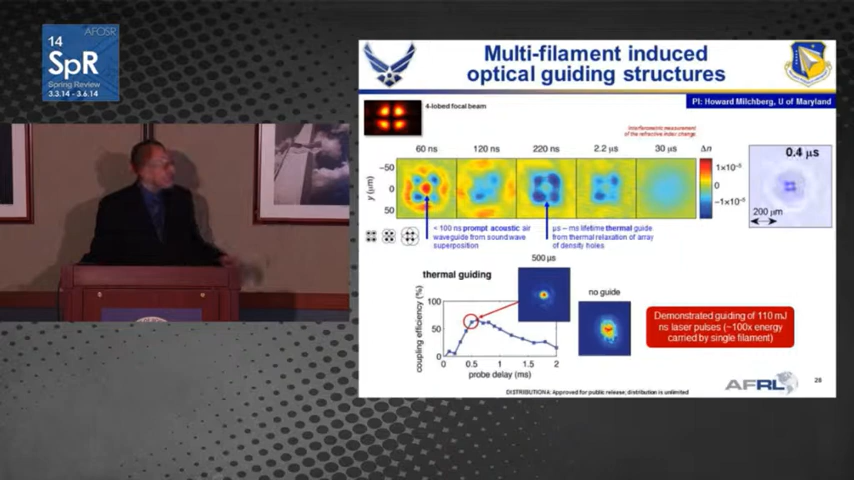 AFOSR
14
SpR
Spring Review
3.3.14 - 3.6.14
Multi-filament induced
optical guiding structures
PI: Howard Milchberg, U of Maryland
4-lobed focal beam
Interferometric measurement
of the refractive index change
60 ns
120 ns
220 ns
2.2 µs
30 µs
Δn
0.4 µs
-50
0
50
y (µm)
1×10⁻⁵
0
-1×10⁻⁵
200 µm
< 100 ns prompt acoustic air
waveguide from sound wave
superposition
µs – ms lifetime thermal guide
from thermal relaxation of array
of density holes
thermal guiding
500 µs
no guide
coupling efficiency (%)
100
50
0
0
0.5
1
1.5
2
probe delay (ms)
Demonstrated guiding of 110 mJ
ns laser pulses (~100x energy
carried by single filament)
DISTRIBUTION A: Approved for public release; distribution is unlimited
AFRL
26